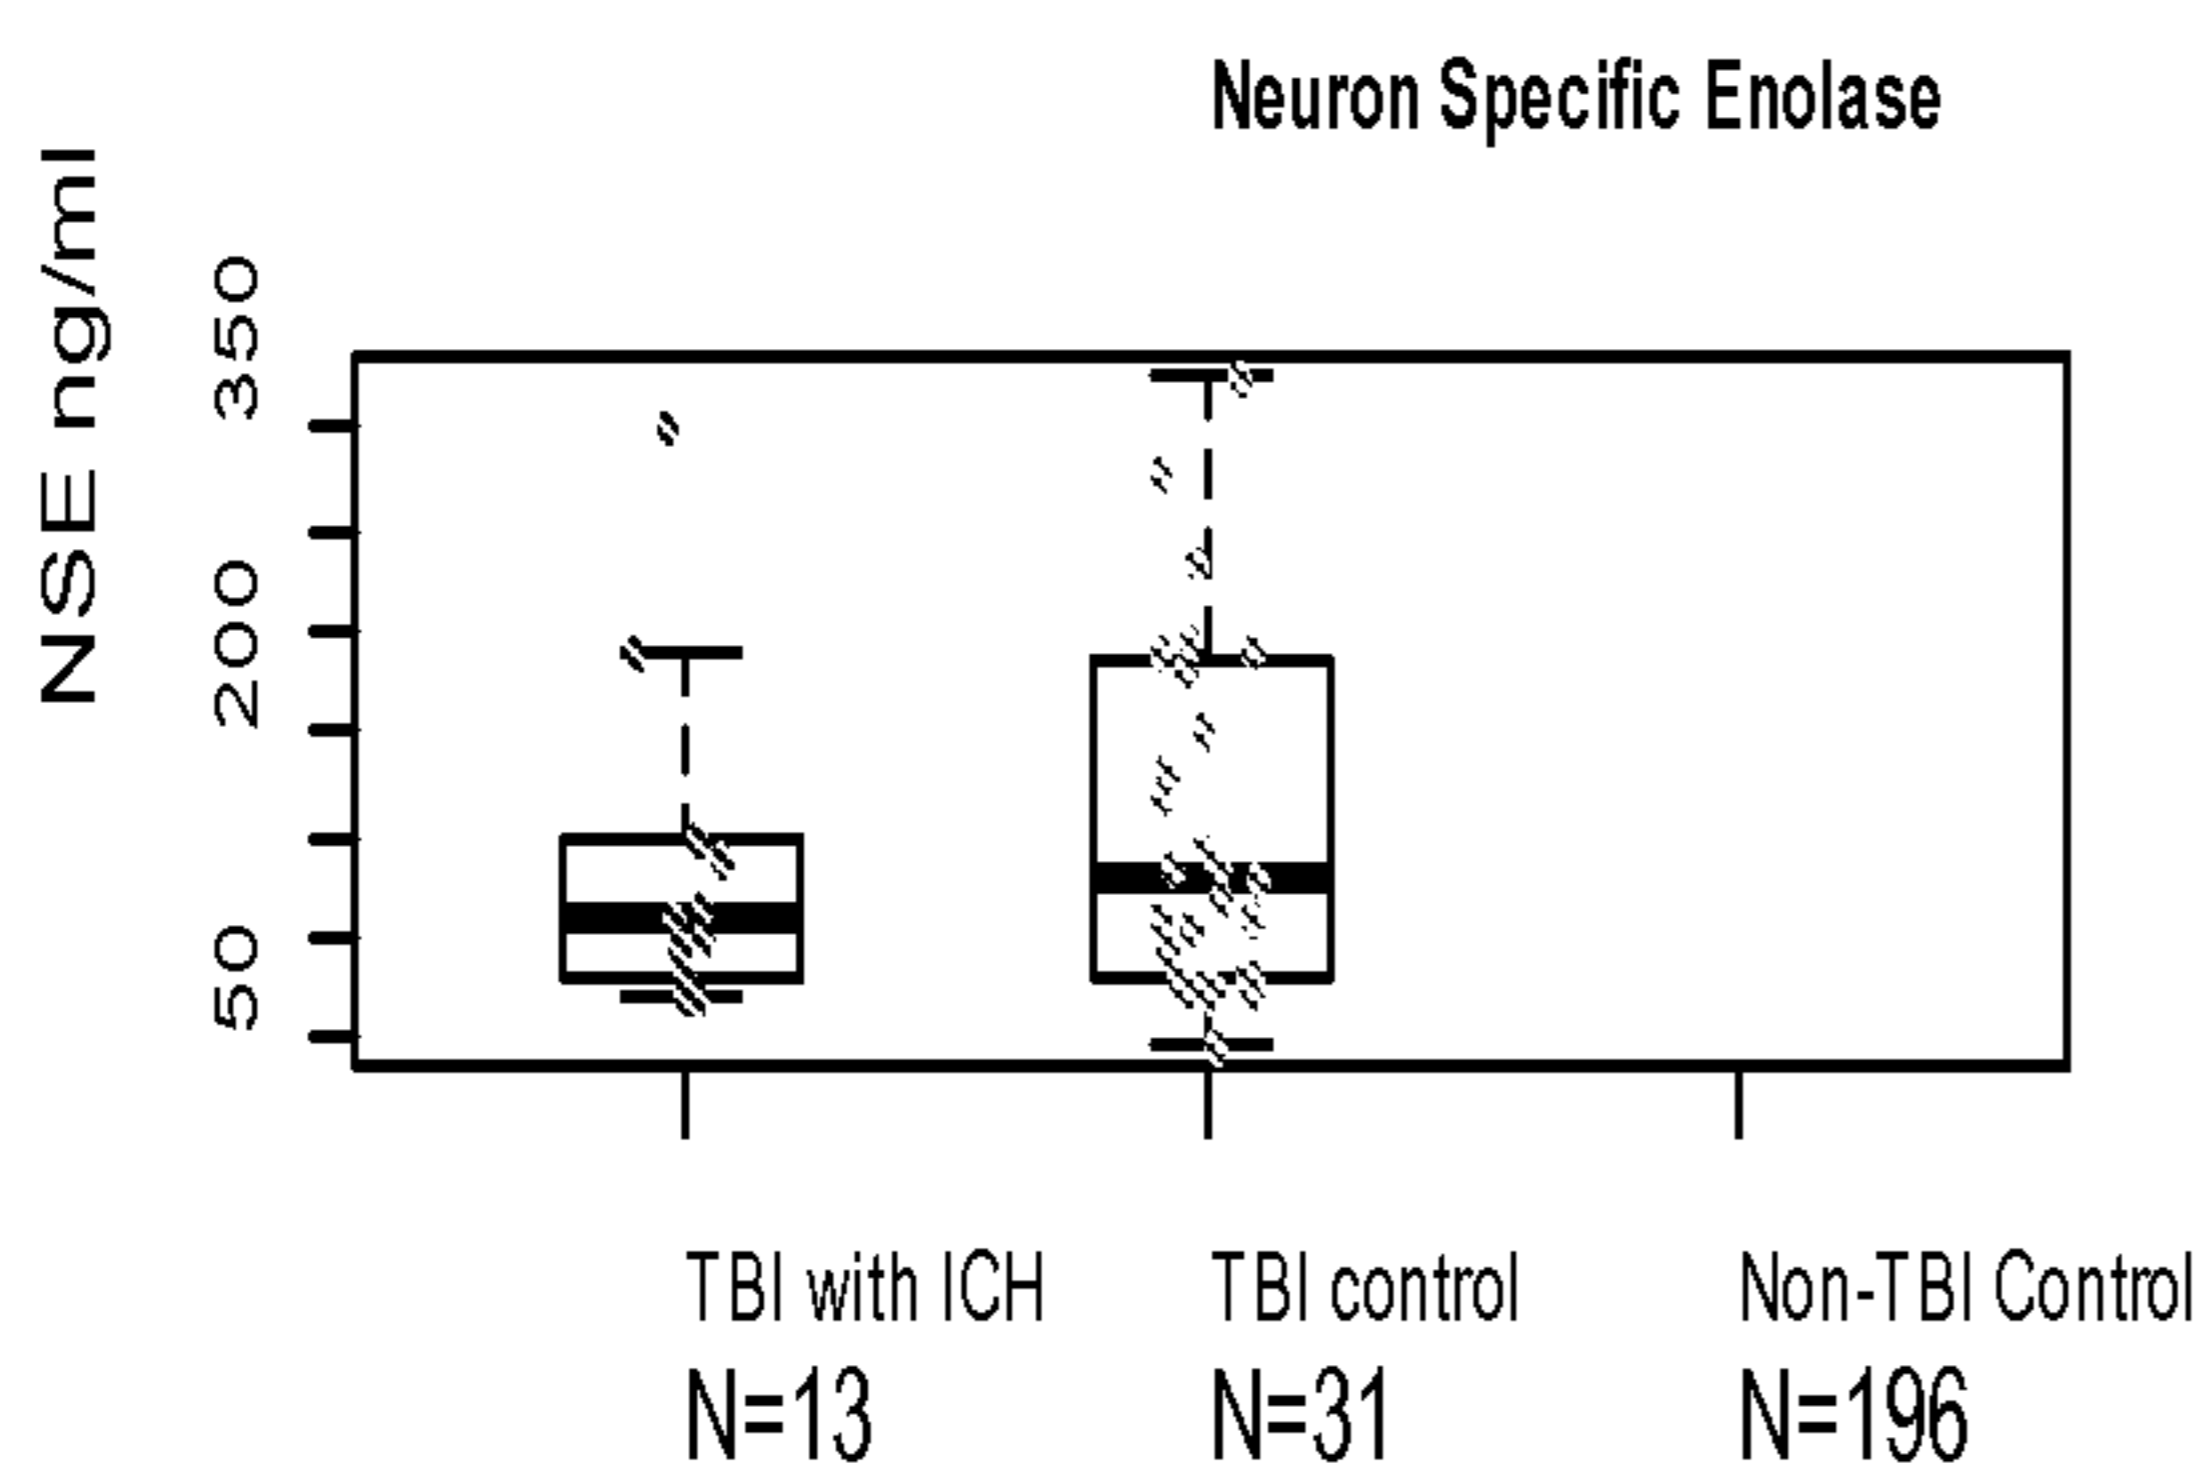 Neuron Specific Enolase
NSE ng/ml
350
200
50
TBI with ICH
N=13
TBI control
N=31
Non-TBI Control
N=196